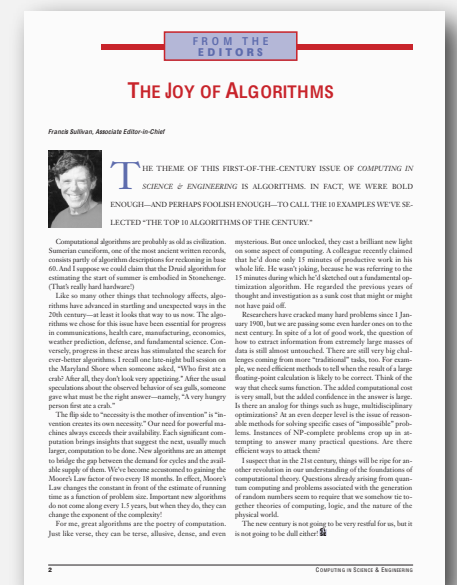 FROM THE
EDITORS
THE JOY OF ALGORITHMS
Francis Sullivan, Associate Editor-in-Chief
THE THEME OF THIS FIRST-OF-THE-CENTURY ISSUE OF COMPUTING IN
SCIENCE & ENGINEERING IS ALGORITHMS. IN FACT, WE WERE BOLD
ENOUGH—AND PERHAPS FOOLISH ENOUGH—TO CALL THE 10 EXAMPLES WE'VE SE-
LECTED "THE TOP 10 ALGORITHMS OF THE CENTURY."
Computational algorithms are probably as old as civilization.
Sumerian cuneiform, one of the most ancient written records,
consists partly of algorithm descriptions for reckoning in base
60. And I suppose we could claim that the Druid algorithm for
estimating the start of summer is embodied in Stonehenge.
(That's really hard hardware!)
Like so many other things that technology affects, algo-
rithms have advanced in startling and unexpected ways in the
20th century—at least it looks that way to us now. The algo-
rithms we chose for this issue have been essential for progress
in communications, health care, manufacturing, economics,
weather prediction, defense, and fundamental science. Con-
versely, progress in these areas has stimulated the search for
ever-better algorithms. I recall one late-night bull session on
the Maryland Shore when someone asked, "Who first ate a
crab? After all, they don't look very appetizing." After the usual
speculations about the observed behavior of sea gulls, someone
gave what must be the right answer—namely, "A very hungry
person first ate a crab."
The flip side to "necessity is the mother of invention" is "in-
vention creates its own necessity." Our need for powerful ma-
chines always exceeds their availability. Each significant com-
putation brings insights that suggest the next, usually much
larger, computation to be done. New algorithms are an attempt
to bridge the gap between the demand for cycles and the avail-
able supply of them. We've become accustomed to gaining the
Moore's Law factor of two every 18 months. In effect, Moore's
Law changes the constant in front of the estimate of running
time as a function of problem size. Important new algorithms
do not come along every 1.5 years, but when they do, they can
change the exponent of the complexity!
For me, great algorithms are the poetry of computation.
Just like verse, they can be terse, allusive, dense, and even
mysterious. But once unlocked, they cast a brilliant new light
on some aspect of computing. A colleague recently claimed
that he'd done only 15 minutes of productive work in his
whole life. He wasn't joking, because he was referring to the
15 minutes during which he'd sketched out a fundamental op-
timization algorithm. He regarded the previous years of
thought and investigation as a sunk cost that might or might
not have paid off.
Researchers have cracked many hard problems since 1 Jan-
uary 1900, but we are passing some even harder ones on to the
next century. In spite of a lot of good work, the question of
how to extract information from extremely large masses of
data is still almost untouched. There are still very big chal-
lenges coming from more "traditional" tasks, too. For exam-
ple, we need efficient methods to tell when the result of a large
floating-point calculation is likely to be correct. Think of the
way that check sums function. The added computational cost
is very small, but the added confidence in the answer is large.
Is there an analog for things such as huge, multidisciplinary
optimizations? At an even deeper level is the issue of reason-
able methods for solving specific cases of "impossible" prob-
lems. Instances of NP-complete problems crop up in at-
tempting to answer many practical questions. Are there
efficient ways to attack them?
I suspect that in the 21st century, things will be ripe for an-
other revolution in our understanding of the foundations of
computational theory. Questions already arising from quan-
tum computing and problems associated with the generation
of random numbers seem to require that we somehow tie to-
gether theories of computing, logic, and the nature of the
physical world.
The new century is not going to be very restful for us, but it
is not going to be dull either!
2
COMPUTING IN SCIENCE & ENGINEERING